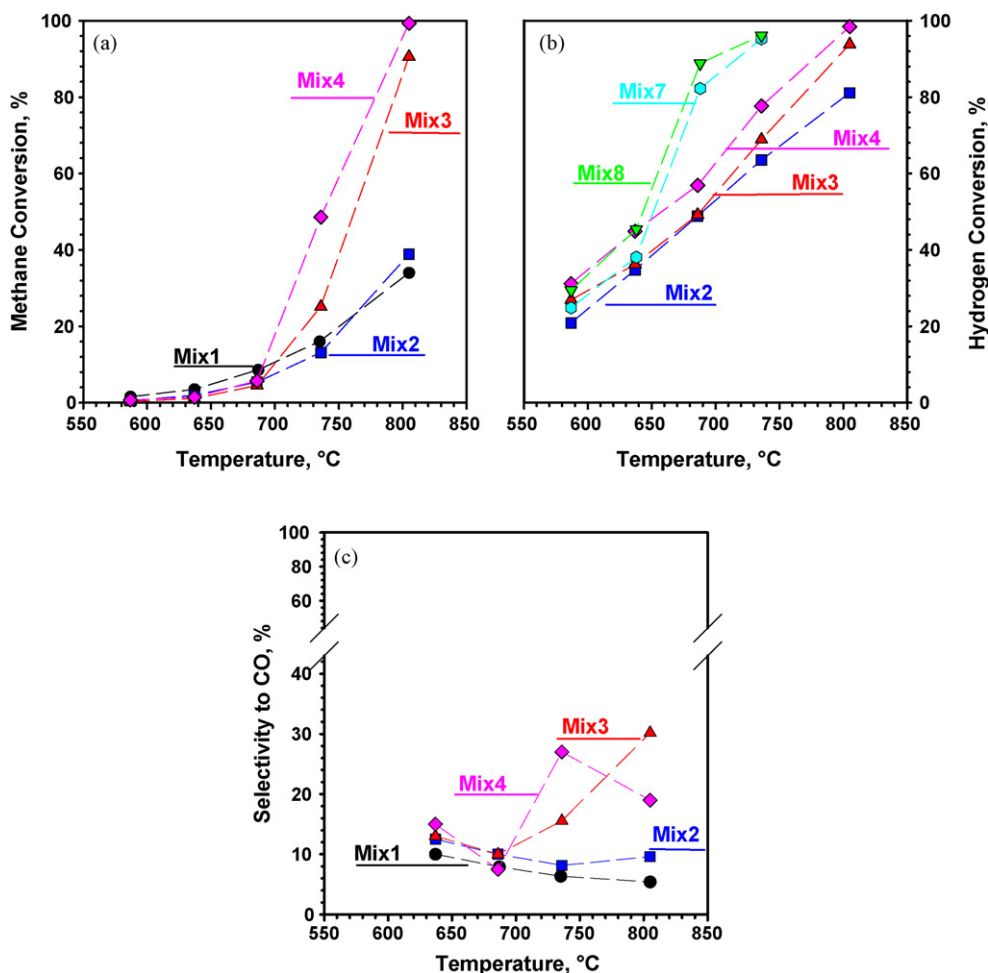 (a)
Methane Conversion, %
100
80
60
40
20
0
Mix4
Mix3
Mix1
Mix2
550 600 650 700 750 800 850
Temperature, °C
(b)
Mix7
Mix4
Mix8
Mix3
Mix2
100
80
60
40
20
0
Hydrogen Conversion, %
550 600 650 700 750 800 850
Temperature, °C
(c)
Selectivity to CO, %
100
80
60
40
30
20
10
0
Mix3
Mix4
Mix2
Mix1
550 600 650 700 750 800 850
Temperature, °C